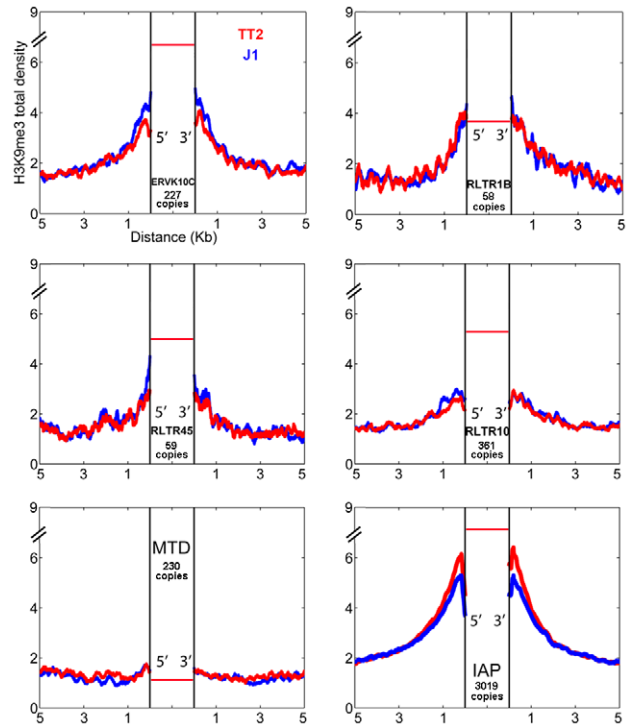 9
6
4
2
0
H3K9me3 total density
TT2
J1
5′ 3′
ERVK10C
227
copies
5 3 1 1 3 5
Distance (Kb)
9
6
4
2
0
5′ 3′
RLTR1B
58
copies
5 3 1 1 3 5
9
6
4
2
0
5′ 3′
RLTR45
59
copies
5 3 1 1 3 5
9
6
4
2
0
5′ 3′
RLTR10
361
copies
5 3 1 1 3 5
9
6
4
2
0
MTD
230
copies
5′ 3′
5 3 1 1 3 5
9
6
4
2
0
5′ 3′
IAP
3019
copies
5 3 1 1 3 5